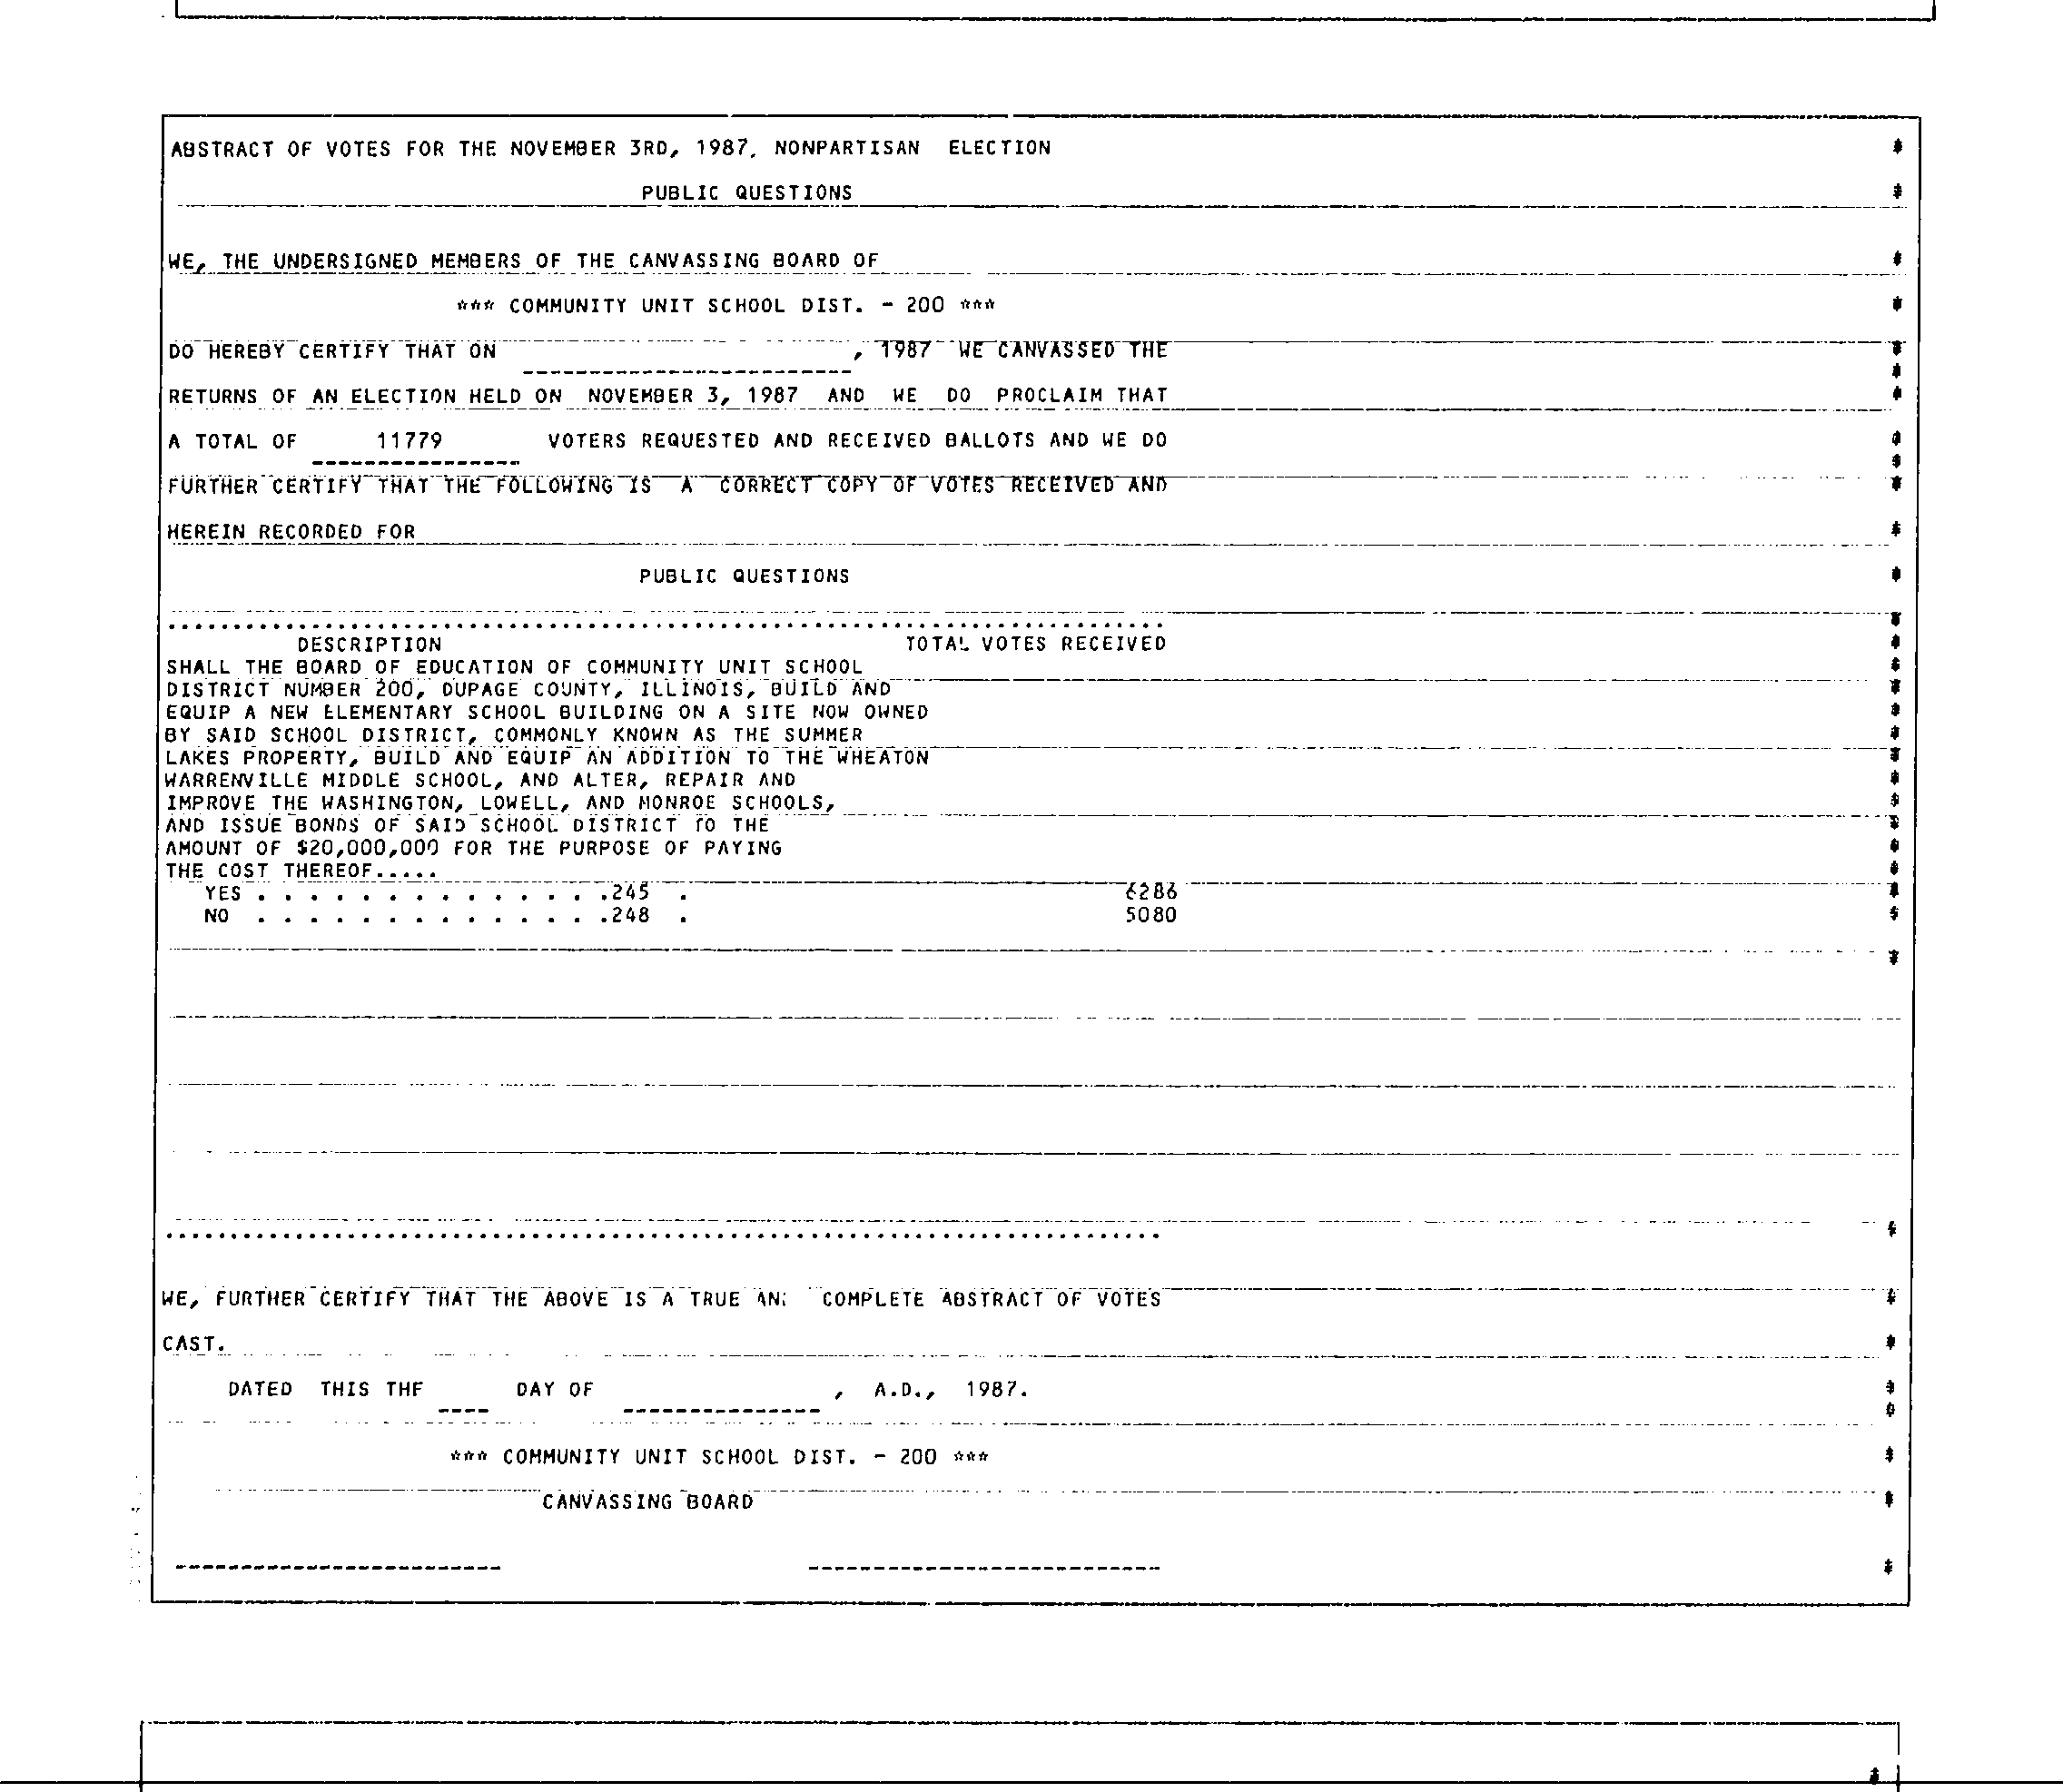 ABSTRACT OF VOTES FOR THE NOVEMBER 3RD, 1987, NONPARTISAN ELECTION
PUBLIC QUESTIONS
WE, THE UNDERSIGNED MEMBERS OF THE CANVASSING BOARD OF
*** COMMUNITY UNIT SCHOOL DIST. - 200 ***
DO HEREBY CERTIFY THAT ON , 1987 WE CANVASSED THE
RETURNS OF AN ELECTION HELD ON NOVEMBER 3, 1987 AND WE DO PROCLAIM THAT
A TOTAL OF 11779 VOTERS REQUESTED AND RECEIVED BALLOTS AND WE DO
FURTHER CERTIFY THAT THE FOLLOWING IS A CORRECT COPY OF VOTES RECEIVED AND
HEREIN RECORDED FOR
PUBLIC QUESTIONS
DESCRIPTION TOTAL VOTES RECEIVED
SHALL THE BOARD OF EDUCATION OF COMMUNITY UNIT SCHOOL
DISTRICT NUMBER 200, DUPAGE COUNTY, ILLINOIS, BUILD AND
EQUIP A NEW ELEMENTARY SCHOOL BUILDING ON A SITE NOW OWNED
BY SAID SCHOOL DISTRICT, COMMONLY KNOWN AS THE SUMMER
LAKES PROPERTY, BUILD AND EQUIP AN ADDITION TO THE WHEATON
WARRENVILLE MIDDLE SCHOOL, AND ALTER, REPAIR AND
IMPROVE THE WASHINGTON, LOWELL, AND MONROE SCHOOLS,
AND ISSUE BONDS OF SAID SCHOOL DISTRICT TO THE
AMOUNT OF $20,000,000 FOR THE PURPOSE OF PAYING
THE COST THEREOF.....
YES . . . . . . . . . . . . . .245 . 6286
NO . . . . . . . . . . . . . .248 . 5080
WE, FURTHER CERTIFY THAT THE ABOVE IS A TRUE AND COMPLETE ABSTRACT OF VOTES
CAST.
DATED THIS THE DAY OF , A.D., 1987.
*** COMMUNITY UNIT SCHOOL DIST. - 200 ***
CANVASSING BOARD